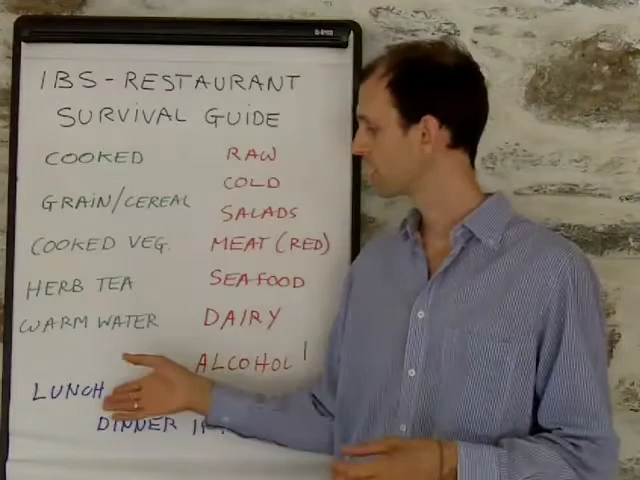 IBS - RESTAURANT
SURVIVAL GUIDE
COOKED
GRAIN/CEREAL
COOKED VEG.
HERB TEA
WARM WATER
RAW
COLD
SALADS
MEAT (RED)
SEAFOOD
DAIRY
ALCOHOL
LUNCH
DINNER